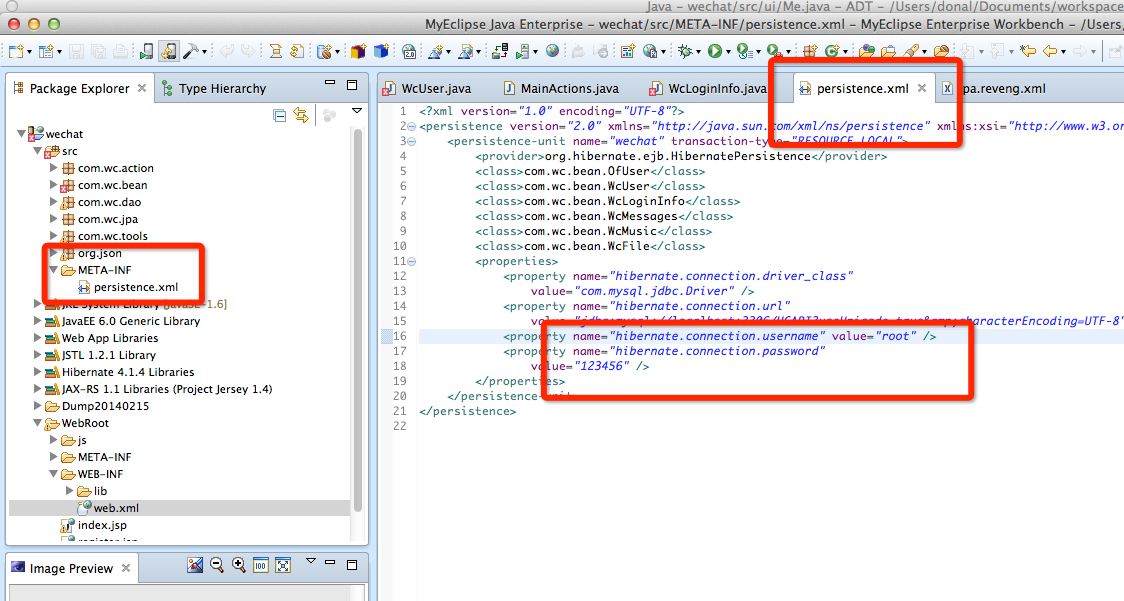 Java – wechat/src/ui/Me.java – ADT – /Users/donal/Documents/workspace
MyEclipse Java Enterprise – wechat/src/META-INF/persistence.xml – MyEclipse Enterprise Workbench – /Users,
Package Explorer
Type Hierarchy
wechat
src
com.wc.action
com.wc.bean
com.wc.dao
com.wc.jpa
com.wc.tools
org.json
META-INF
persistence.xml
JRE System Library [JavaSE-1.6]
JavaEE 6.0 Generic Library
Web App Libraries
JSTL 1.2.1 Library
Hibernate 4.1.4 Libraries
JAX-RS 1.1 Libraries (Project Jersey 1.4)
Dump20140215
WebRoot
js
META-INF
WEB-INF
lib
web.xml
index.jsp
register.jsp
Image Preview
100
WcUser.java
MainActions.java
WcLoginInfo.java
persistence.xml
pa.reveng.xml
1 <?xml version="1.0" encoding="UTF-8"?>
2 <persistence version="2.0" xmlns="http://java.sun.com/xml/ns/persistence" xmlns:xsi="http://www.w3.or
3 <persistence-unit name="wechat" transaction-type="RESOURCE_LOCAL">
4 <provider>org.hibernate.ejb.HibernatePersistence</provider>
5 <class>com.wc.bean.OfUser</class>
6 <class>com.wc.bean.WcUser</class>
7 <class>com.wc.bean.WcLoginInfo</class>
8 <class>com.wc.bean.WcMessages</class>
9 <class>com.wc.bean.WcMusic</class>
10 <class>com.wc.bean.WcFile</class>
11 <properties>
12 <property name="hibernate.connection.driver_class"
13 value="com.mysql.jdbc.Driver" />
14 <property name="hibernate.connection.url"
15 characterEncoding=UTF-8"
16 <property name="hibernate.connection.username" value="root" />
17 <property name="hibernate.connection.password"
18 value="123456" />
19 </properties>
20 </persistence-unit>
21 </persistence>
22